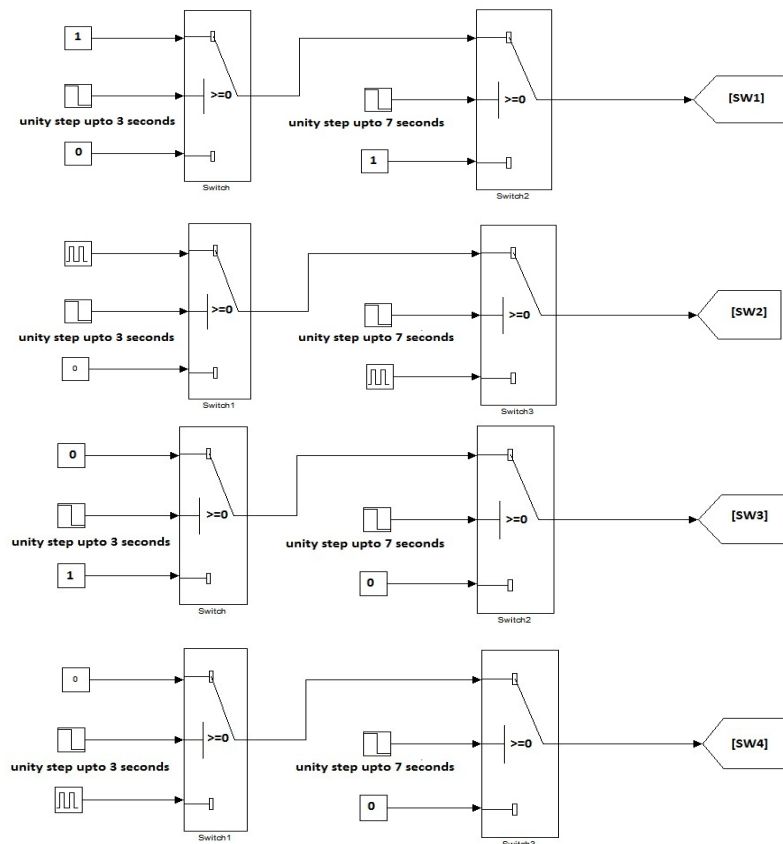 1
>=0
unity step upto 3 seconds
0
Switch
>=0
unity step upto 7 seconds
1
Switch2
[SW1]
>=0
unity step upto 3 seconds
0
Switch1
>=0
unity step upto 7 seconds
Switch3
[SW2]
0
>=0
unity step upto 3 seconds
1
Switch
>=0
unity step upto 7 seconds
0
Switch2
[SW3]
0
>=0
unity step upto 3 seconds
Switch1
>=0
unity step upto 7 seconds
0
[SW4]